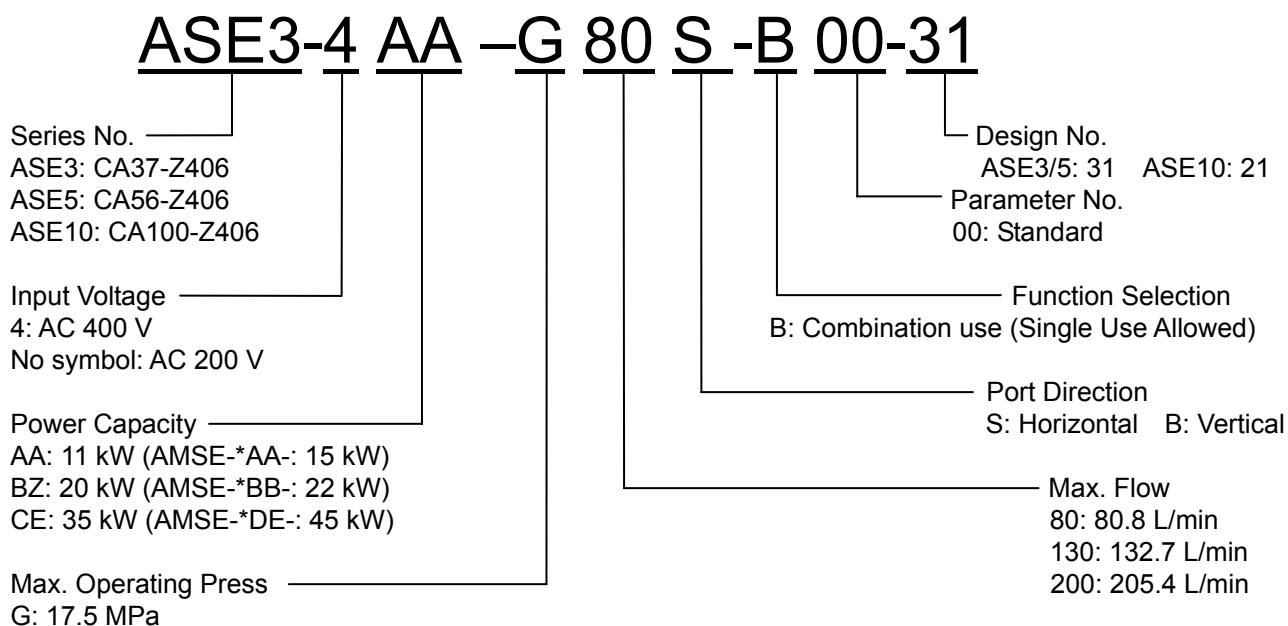 ASE3-4 AA –G 80 S -B 00-31
Series No.
ASE3: CA37-Z406
ASE5: CA56-Z406
ASE10: CA100-Z406
Input Voltage
4: AC 400 V
No symbol: AC 200 V
Power Capacity
AA: 11 kW (AMSE-*AA-: 15 kW)
BZ: 20 kW (AMSE-*BB-: 22 kW)
CE: 35 kW (AMSE-*DE-: 45 kW)
Max. Operating Press
G: 17.5 MPa
Design No.
ASE3/5: 31 ASE10: 21
Parameter No.
00: Standard
Function Selection
B: Combination use (Single Use Allowed)
Port Direction
S: Horizontal B: Vertical
Max. Flow
80: 80.8 L/min
130: 132.7 L/min
200: 205.4 L/min